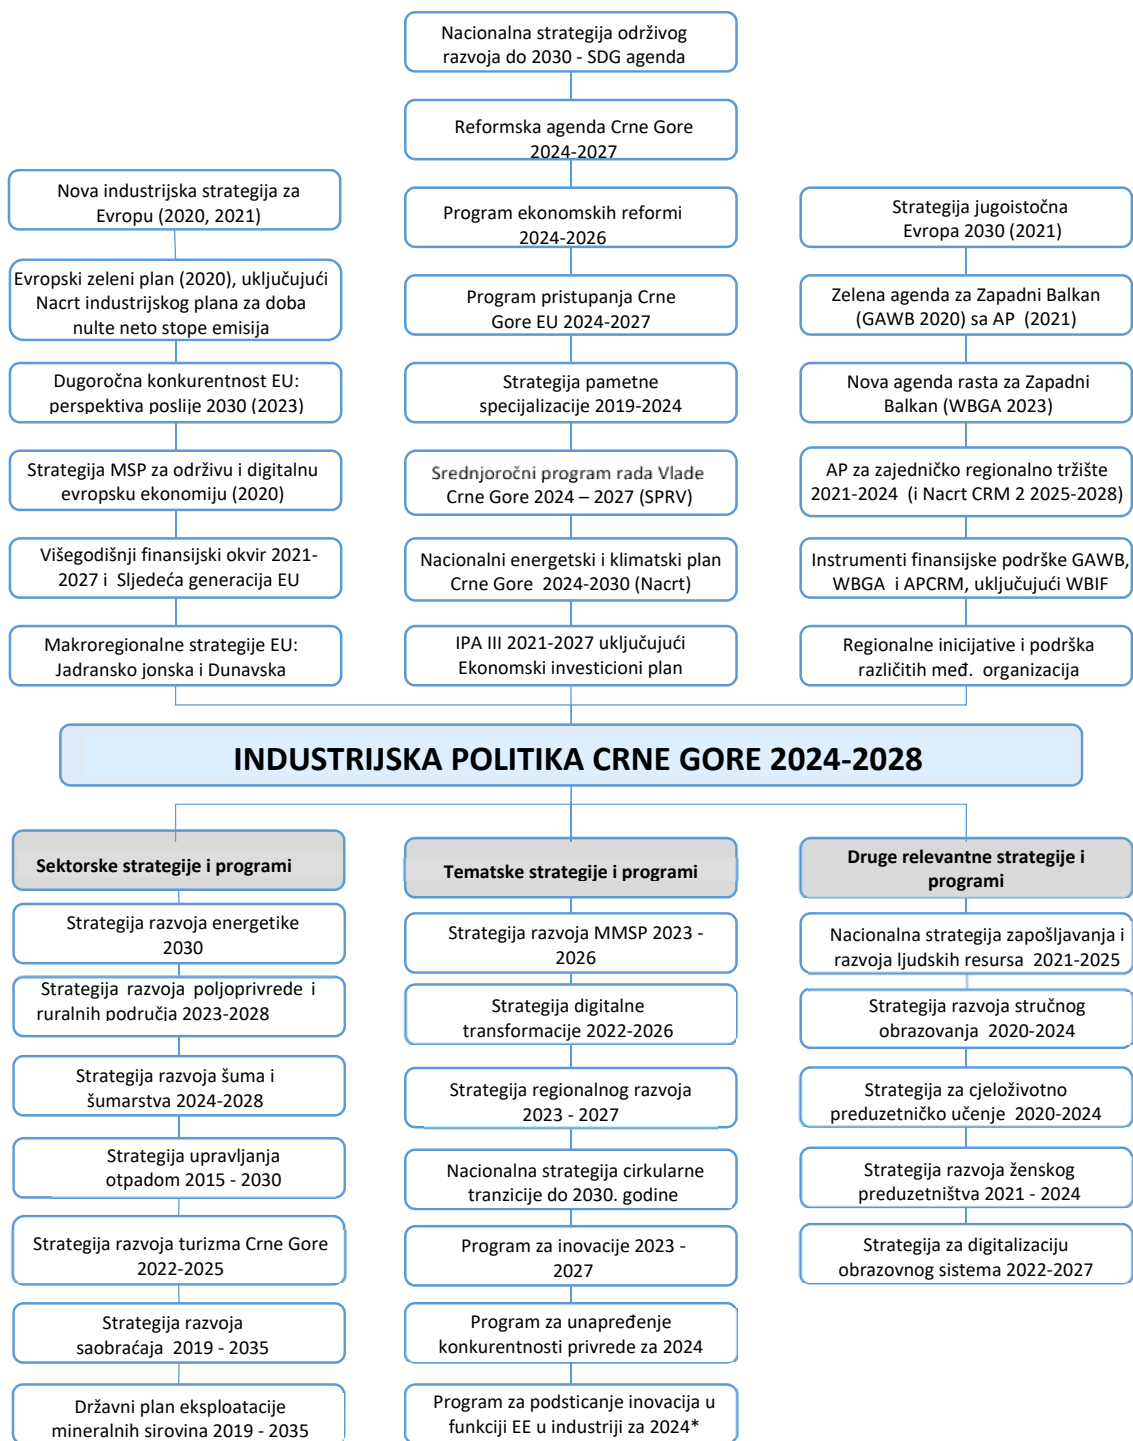 Nacionalna strategija održivog
razvoja do 2030 - SDG agenda
Reformska agenda Crne Gore
2024-2027
Program ekonomskih reformi
2024-2026
Program pristupanja Crne
Gore EU 2024-2027
Strategija pametne
specijalizacije 2019-2024
Srednjoročni program rada Vlade
Crne Gore 2024 – 2027 (SPRV)
Nacionalni energetski i klimatski plan
Crne Gore 2024-2030 (Nacrt)
IPA III 2021-2027 uključujući
Ekonomski investicioni plan
Nova industrijska strategija za
Evropu (2020, 2021)
Evropski zeleni plan (2020), uključujući
Nacrt industrijskog plana za doba
nulte neto stope emisija
Dugoročna konkurentnost EU:
perspektiva poslije 2030 (2023)
Strategija MSP za održivu i digitalnu
evropsku ekonomiju (2020)
Višegodišnji finansijski okvir 2021-
2027 i Sljedeća generacija EU
Makroregionalne strategije EU:
Jadransko jonska i Dunavska
Strategija jugoistočna
Evropa 2030 (2021)
Zelena agenda za Zapadni Balkan
(GAWB 2020) sa AP (2021)
Nova agenda rasta za Zapadni
Balkan (WBGA 2023)
AP za zajedničko regionalno tržište
2021-2024 (i Nacrt CRM 2 2025-2028)
Instrumenti finansijske podrške GAWB,
WBGA i APCRM, uključujući WBIF
Regionalne inicijative i podrška
različitih međ. organizacija
INDUSTRIJSKA POLITIKA CRNE GORE 2024-2028
Sektorske strategije i programi
Strategija razvoja energetike
2030
Strategija razvoja poljoprivrede i
ruralnih područja 2023-2028
Strategija razvoja šuma i
šumarstva 2024-2028
Strategija upravljanja
otpadom 2015 - 2030
Strategija razvoja turizma Crne Gore
2022-2025
Strategija razvoja
saobraćaja 2019 - 2035
Državni plan eksploatacije
mineralnih sirovina 2019 - 2035
Tematske strategije i programi
Strategija razvoja MMSP 2023 -
2026
Strategija digitalne
transformacije 2022-2026
Strategija regionalnog razvoja
2023 - 2027
Nacionalna strategija cirkularne
tranzicije do 2030. godine
Program za inovacije 2023 -
2027
Program za unapređenje
konkurentnosti privrede za 2024
Program za podsticanje inovacija u
funkciji EE u industriji za 2024*
Druge relevantne strategije i
programi
Nacionalna strategija zapošljavanja i
razvoja ljudskih resursa 2021-2025
Strategija razvoja stručnog
obrazovanja 2020-2024
Strategija za cjeloživotno
preduzetničko učenje 2020-2024
Strategija razvoja ženskog
preduzetništva 2021 - 2024
Strategija za digitalizaciju
obrazovnog sistema 2022-2027